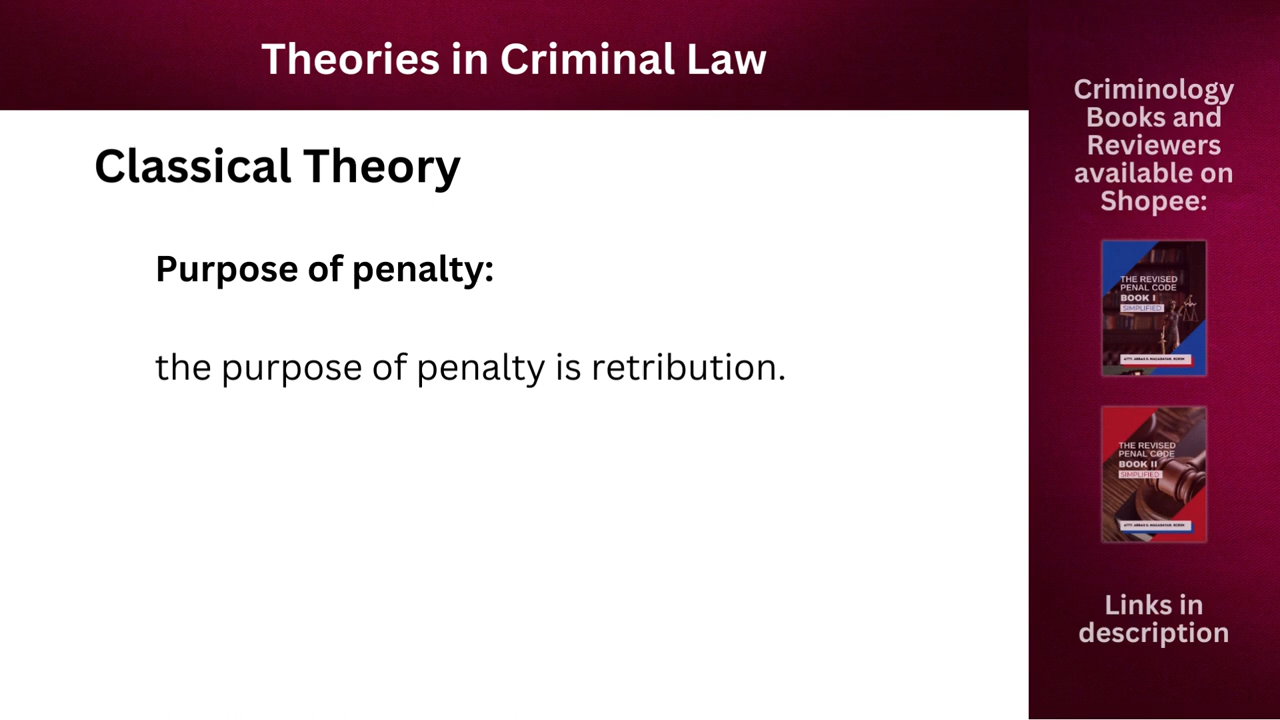 Theories in Criminal Law
Classical Theory
Purpose of penalty:
the purpose of penalty is retribution.
Criminology
Books and
Reviewers
available on
Shopee:
THE REVISED
PENAL CODE
BOOK I
SIMPLIFIED
THE REVISED
PENAL CODE
BOOK II
SIMPLIFIED
Links in
description